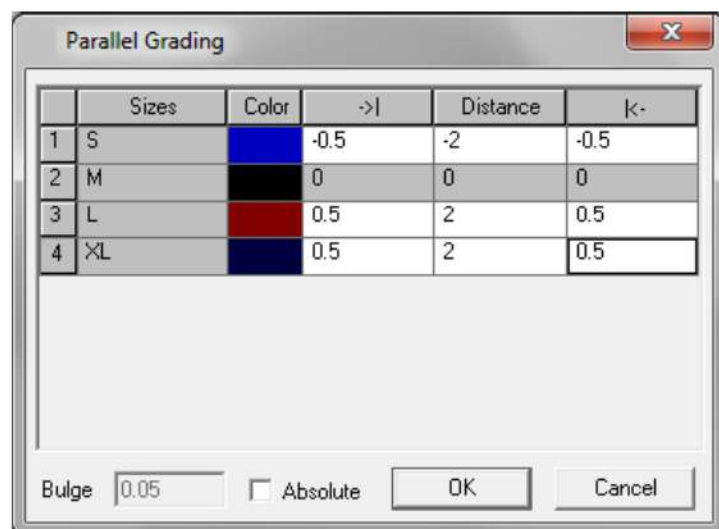 Parallel Grading
Sizes Color ->| Distance |<-
1 S -0.5 -2 -0.5
2 M 0 0 0
3 L 0.5 2 0.5
4 XL 0.5 2 0.5
Bulge 0.05 Absolute OK Cancel